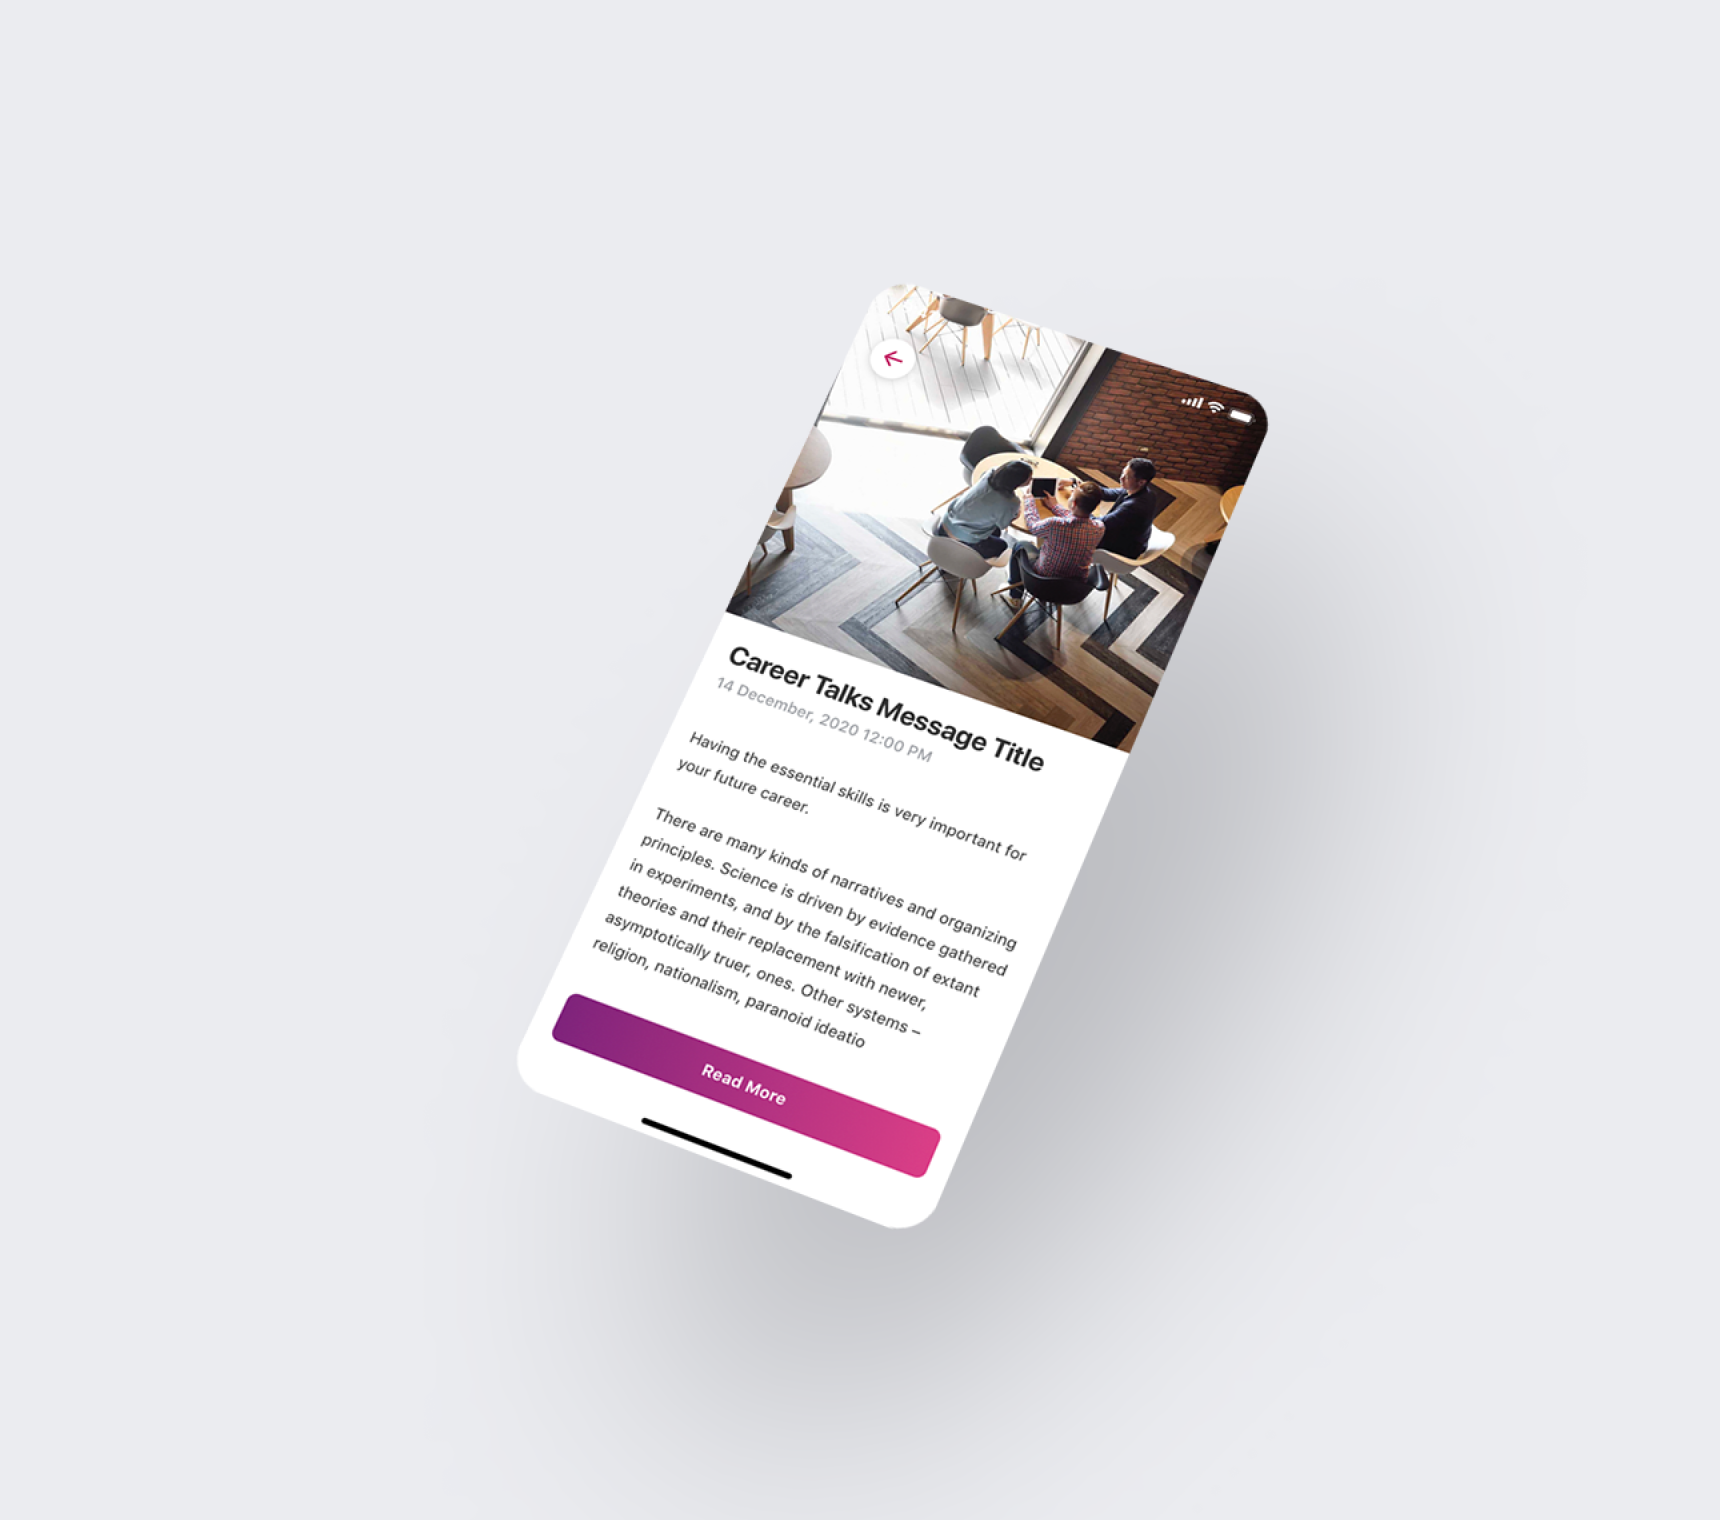 Career Talks Message Title
14 December, 2020 12:00 PM
Having the essential skills is very important for
your future career.
There are many kinds of narratives and organizing
principles. Science is driven by evidence gathered
in experiments, and by the falsification of extant
theories and their replacement with newer,
asymptotically truer, ones. Other systems –
religion, nationalism, paranoid ideatio
Read More